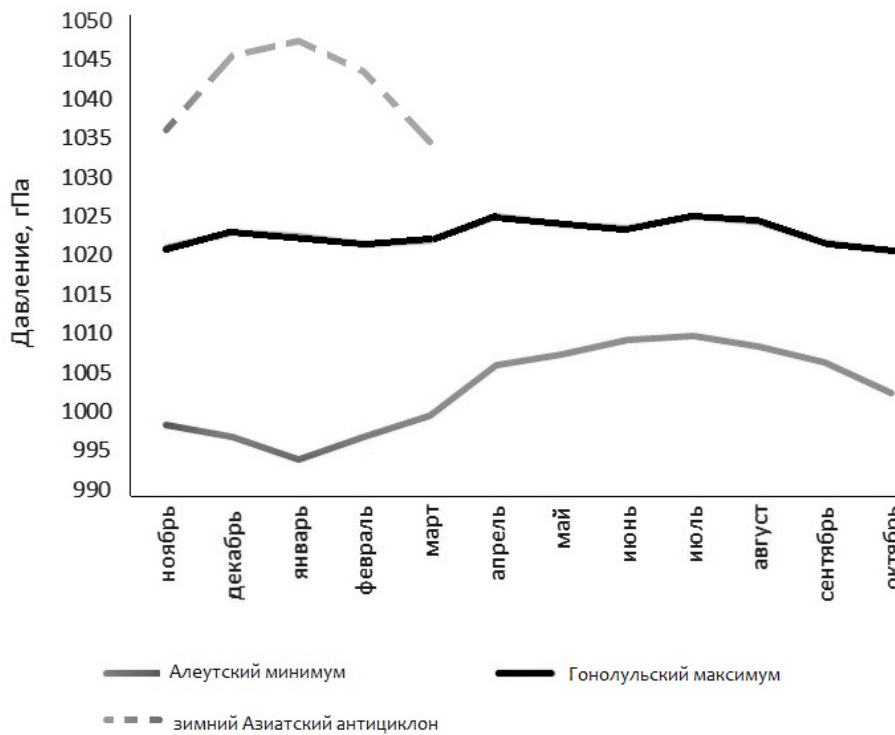 Давление, гПа
1050
1045
1040
1035
1030
1025
1020
1015
1010
1005
1000
995
990
ноябрь
декабрь
январь
февраль
март
апрель
май
июнь
июль
август
сентябрь
октябрь
Алеутский минимум
Гонолульский максимум
зимний Азиатский антициклон